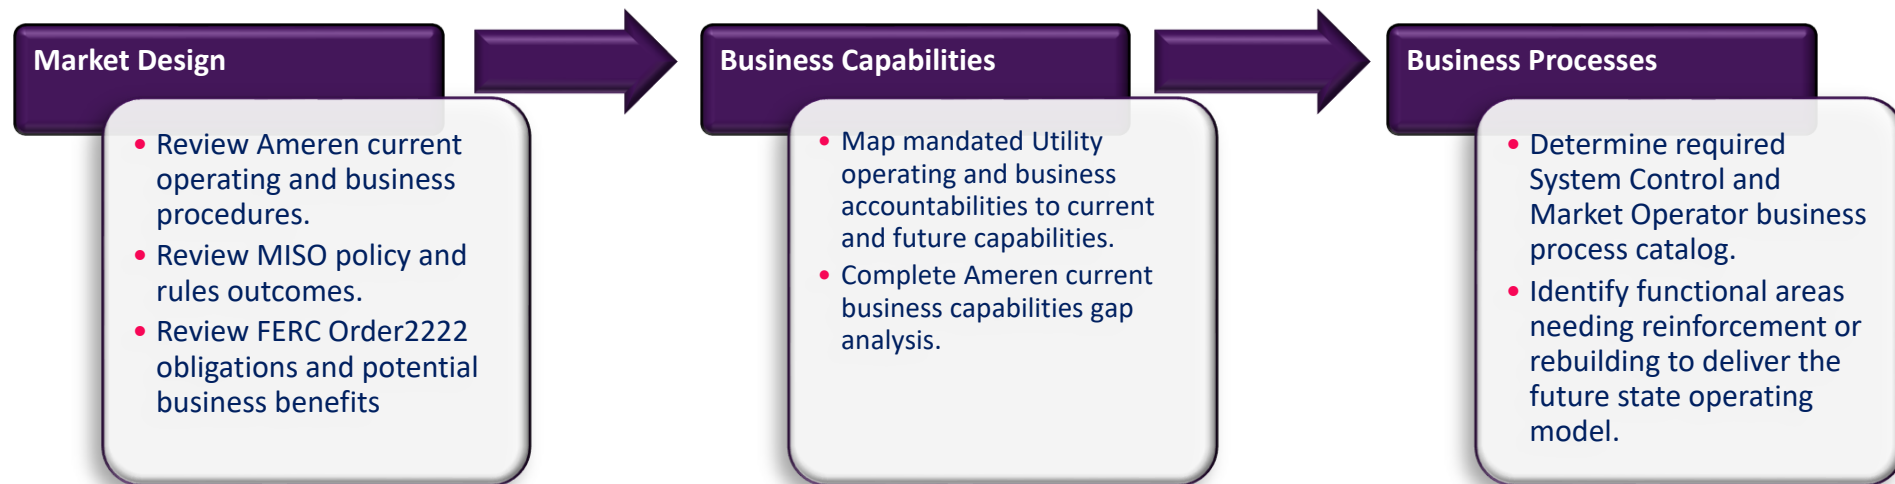 Market Design
• Review Ameren current
operating and business
procedures.
• Review MISO policy and
rules outcomes.
• Review FERC Order2222
obligations and potential
business benefits
Business Capabilities
• Map mandated Utility
operating and business
accountabilities to current
and future capabilities.
• Complete Ameren current
business capabilities gap
analysis.
Business Processes
• Determine required
System Control and
Market Operator business
process catalog.
• Identify functional areas
needing reinforcement or
rebuilding to deliver the
future state operating
model.